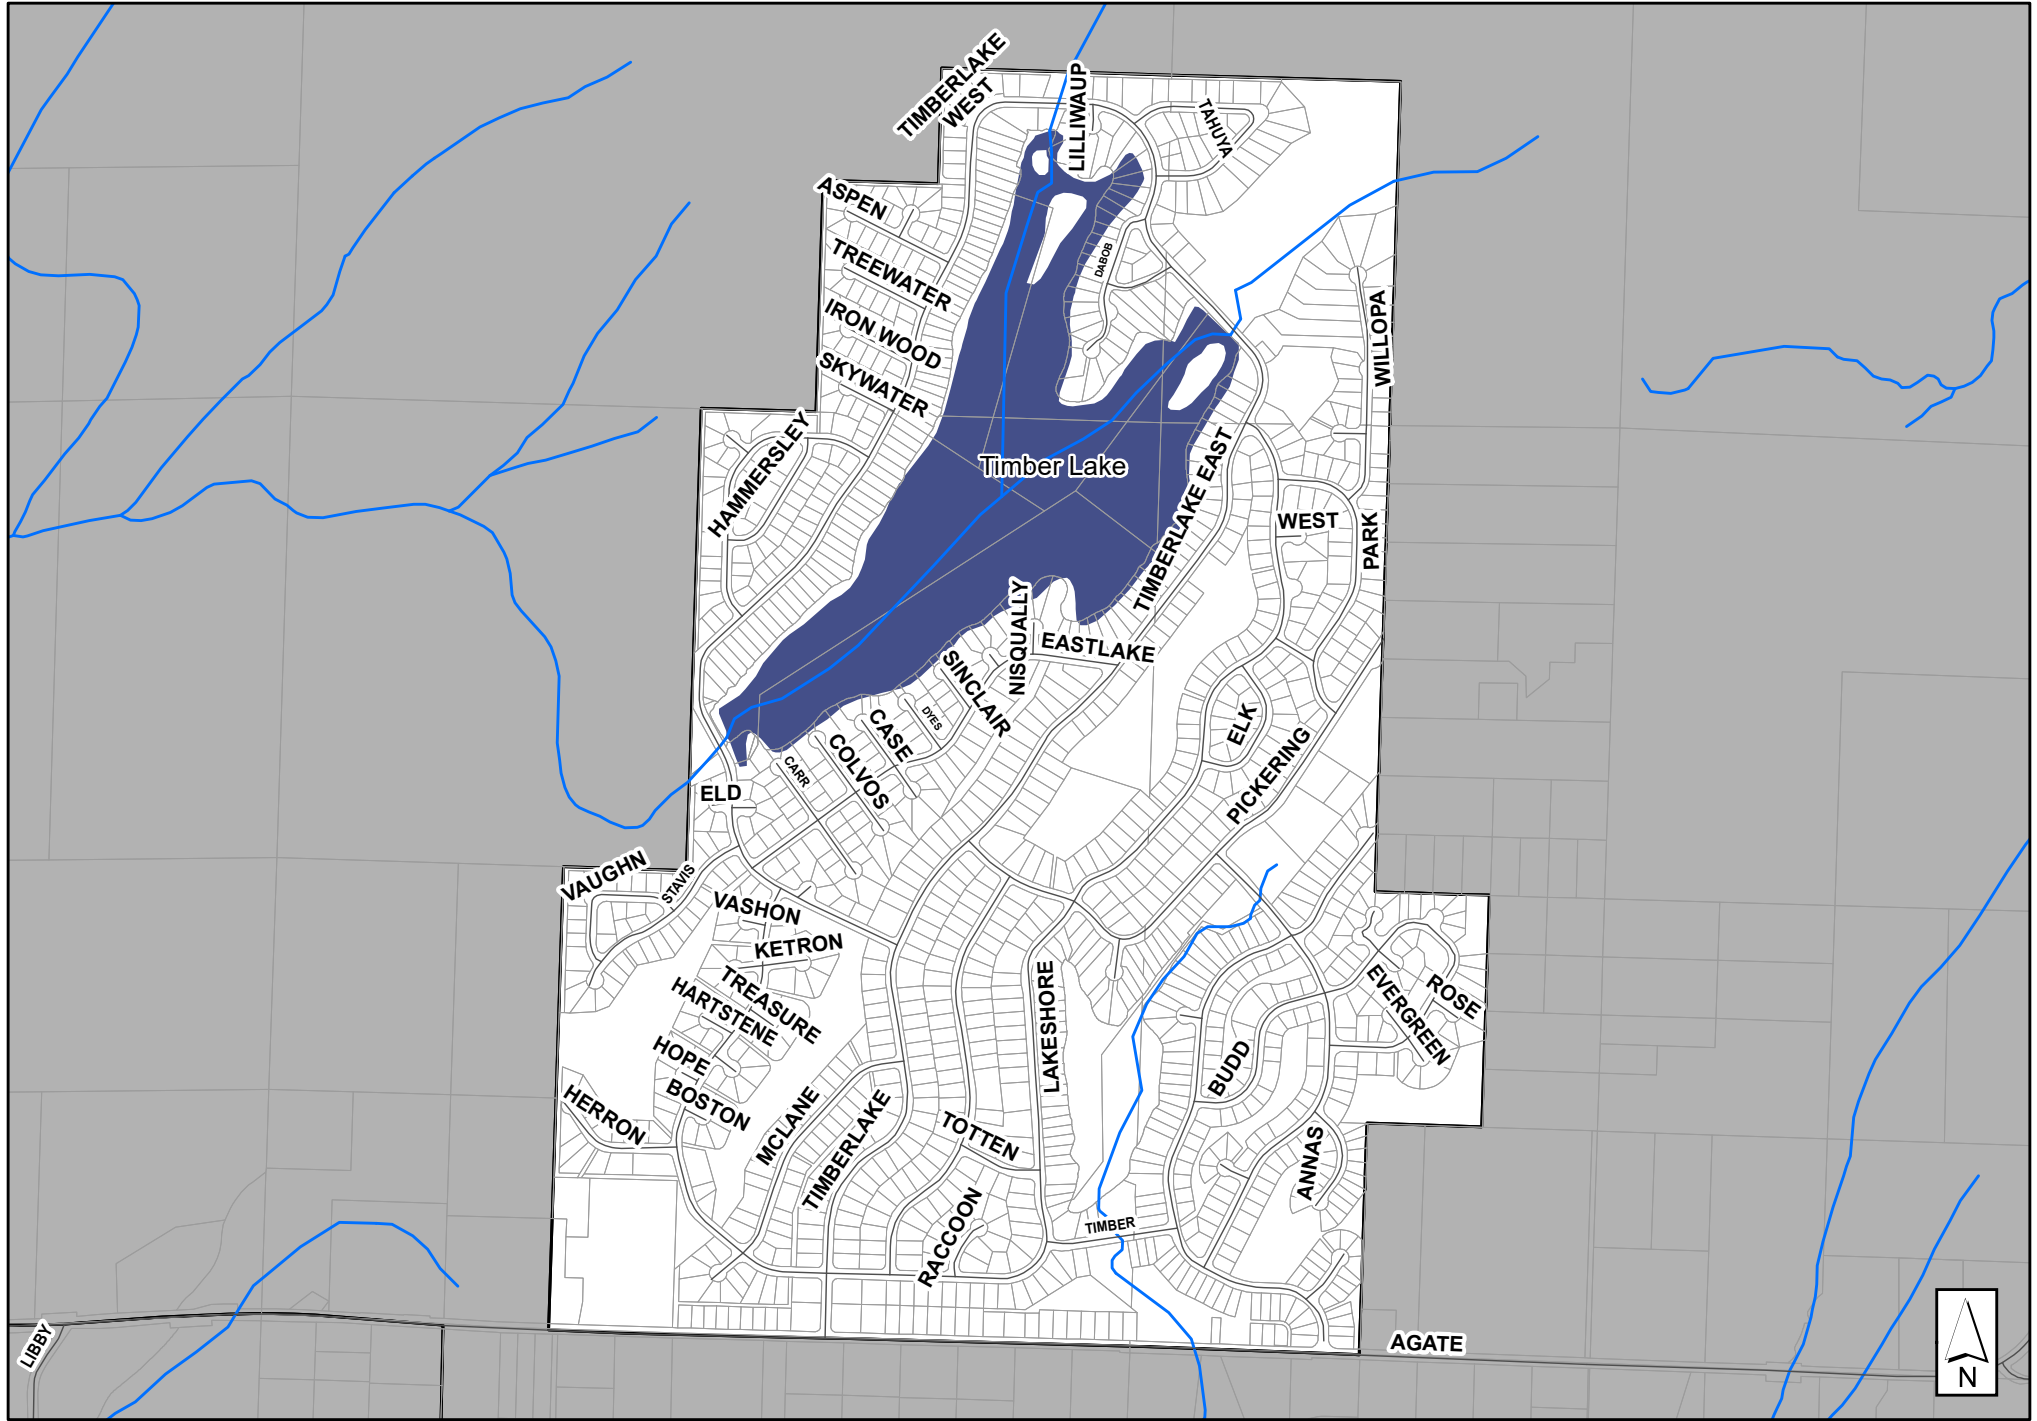 TIMBERLAKE
WEST
LILLIWAUP
TAHUYA
ASPEN
TREEWATER
DABOB
IRON WOOD
WILLOPA
SKYWATER
HAMMERSLEY
Timber Lake
TIMBERLAKE EAST
WEST
PARK
NISQUALLY
EASTLAKE
SINCLAIR
DYES
CASE
COLVOS
CARR
ELK
PICKERING
ELD
VAUGHN
STAVIS
VASHON
KETRON
TREASURE
HARTSTENE
HOPE
BOSTON
HERRON
MCLANE
TIMBERLAKE
LAKESHORE
TOTTEN
RACCOON
TIMBER
BUDD
EVERGREEN
ROSE
ANNAS
AGATE
LIBBY
N